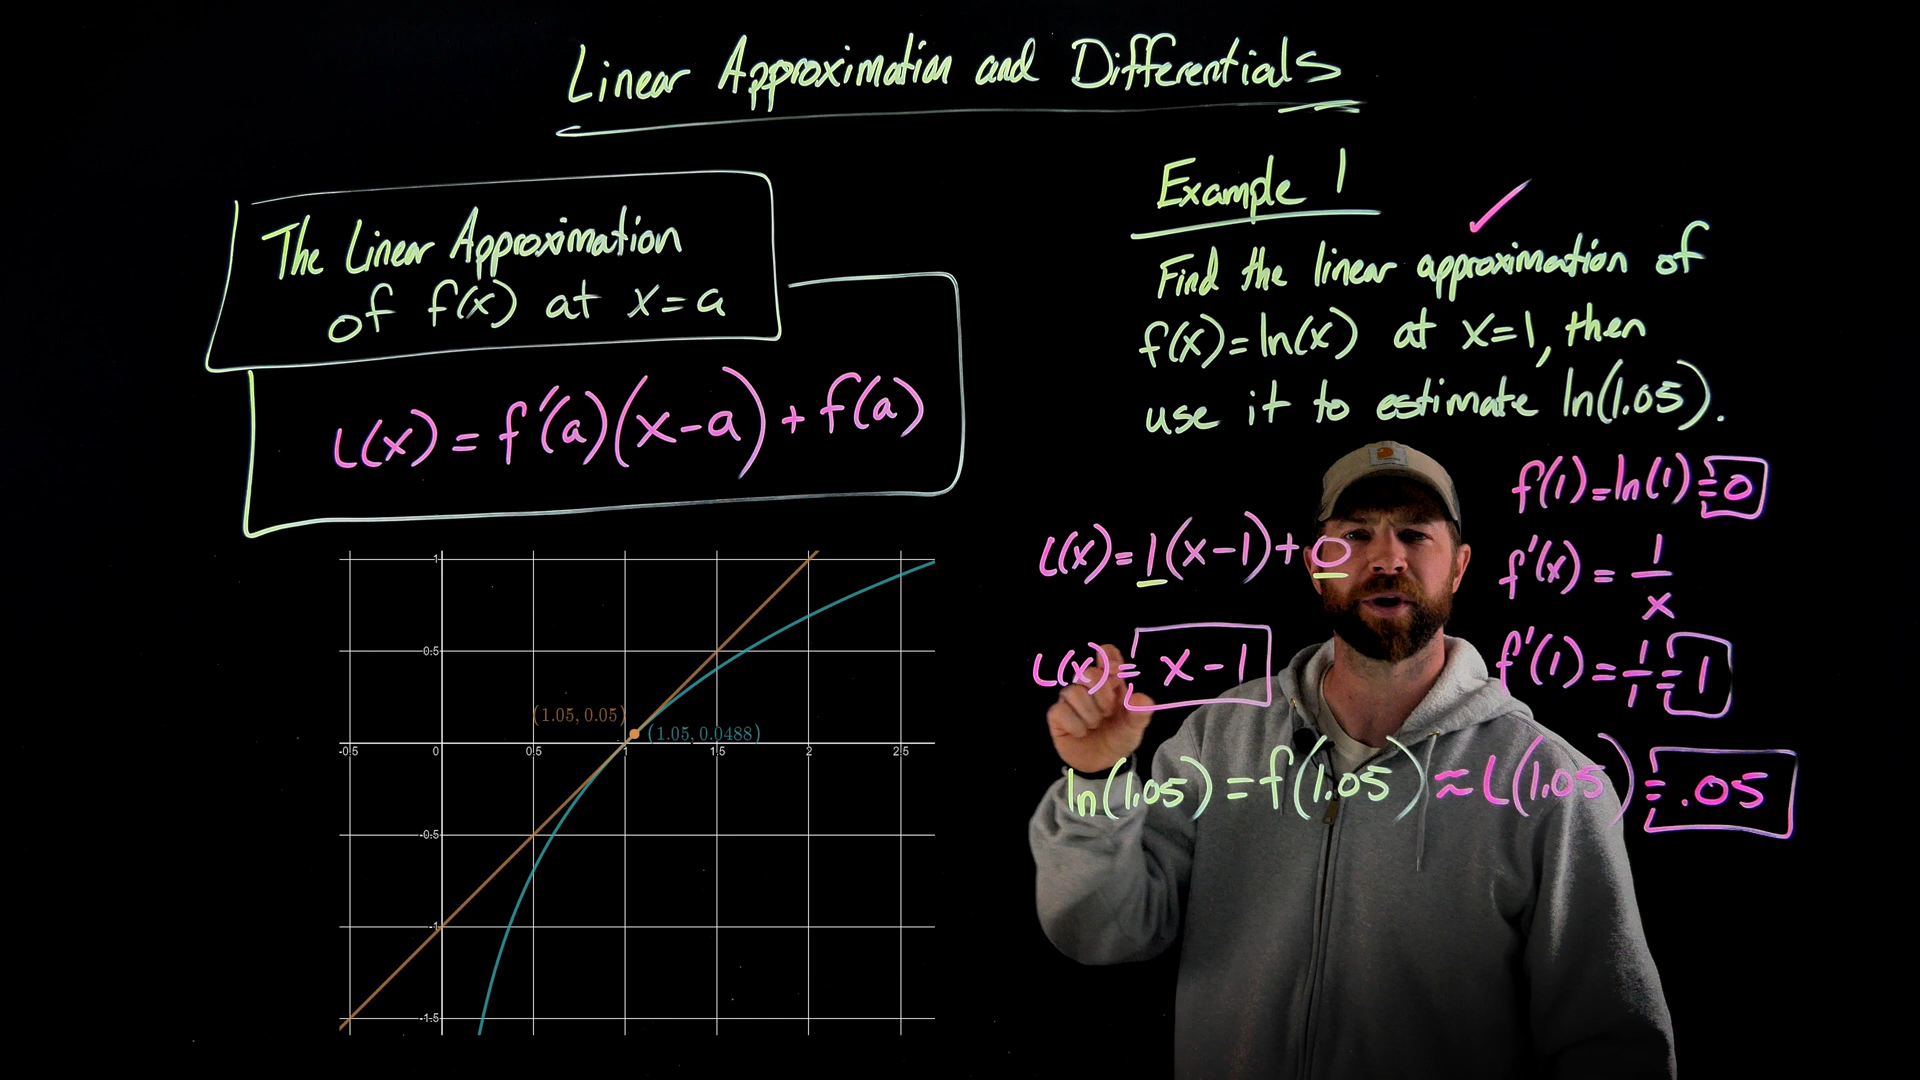 Linear Approximation and Differentials
The Linear Approximation
of f(x) at x=a
L(x) = f'(a)(x-a) + f(a)
Example 1
Find the linear approximation of
f(x)=ln(x) at x=1, then
use it to estimate ln(1.05).
f(1)=ln(1)=0
L(x)=1(x-1)+0
f'(x) = 1/x
L(x)= x-1
f'(1)=1/1=1
ln(1.05)=f(1.05)≈L(1.05)=.05
1
0.5
(1.05, 0.05)
(1.05, 0.0488)
-0.5 0 0.5 1 1.5 2 2.5
-0.5
-1
-1.5